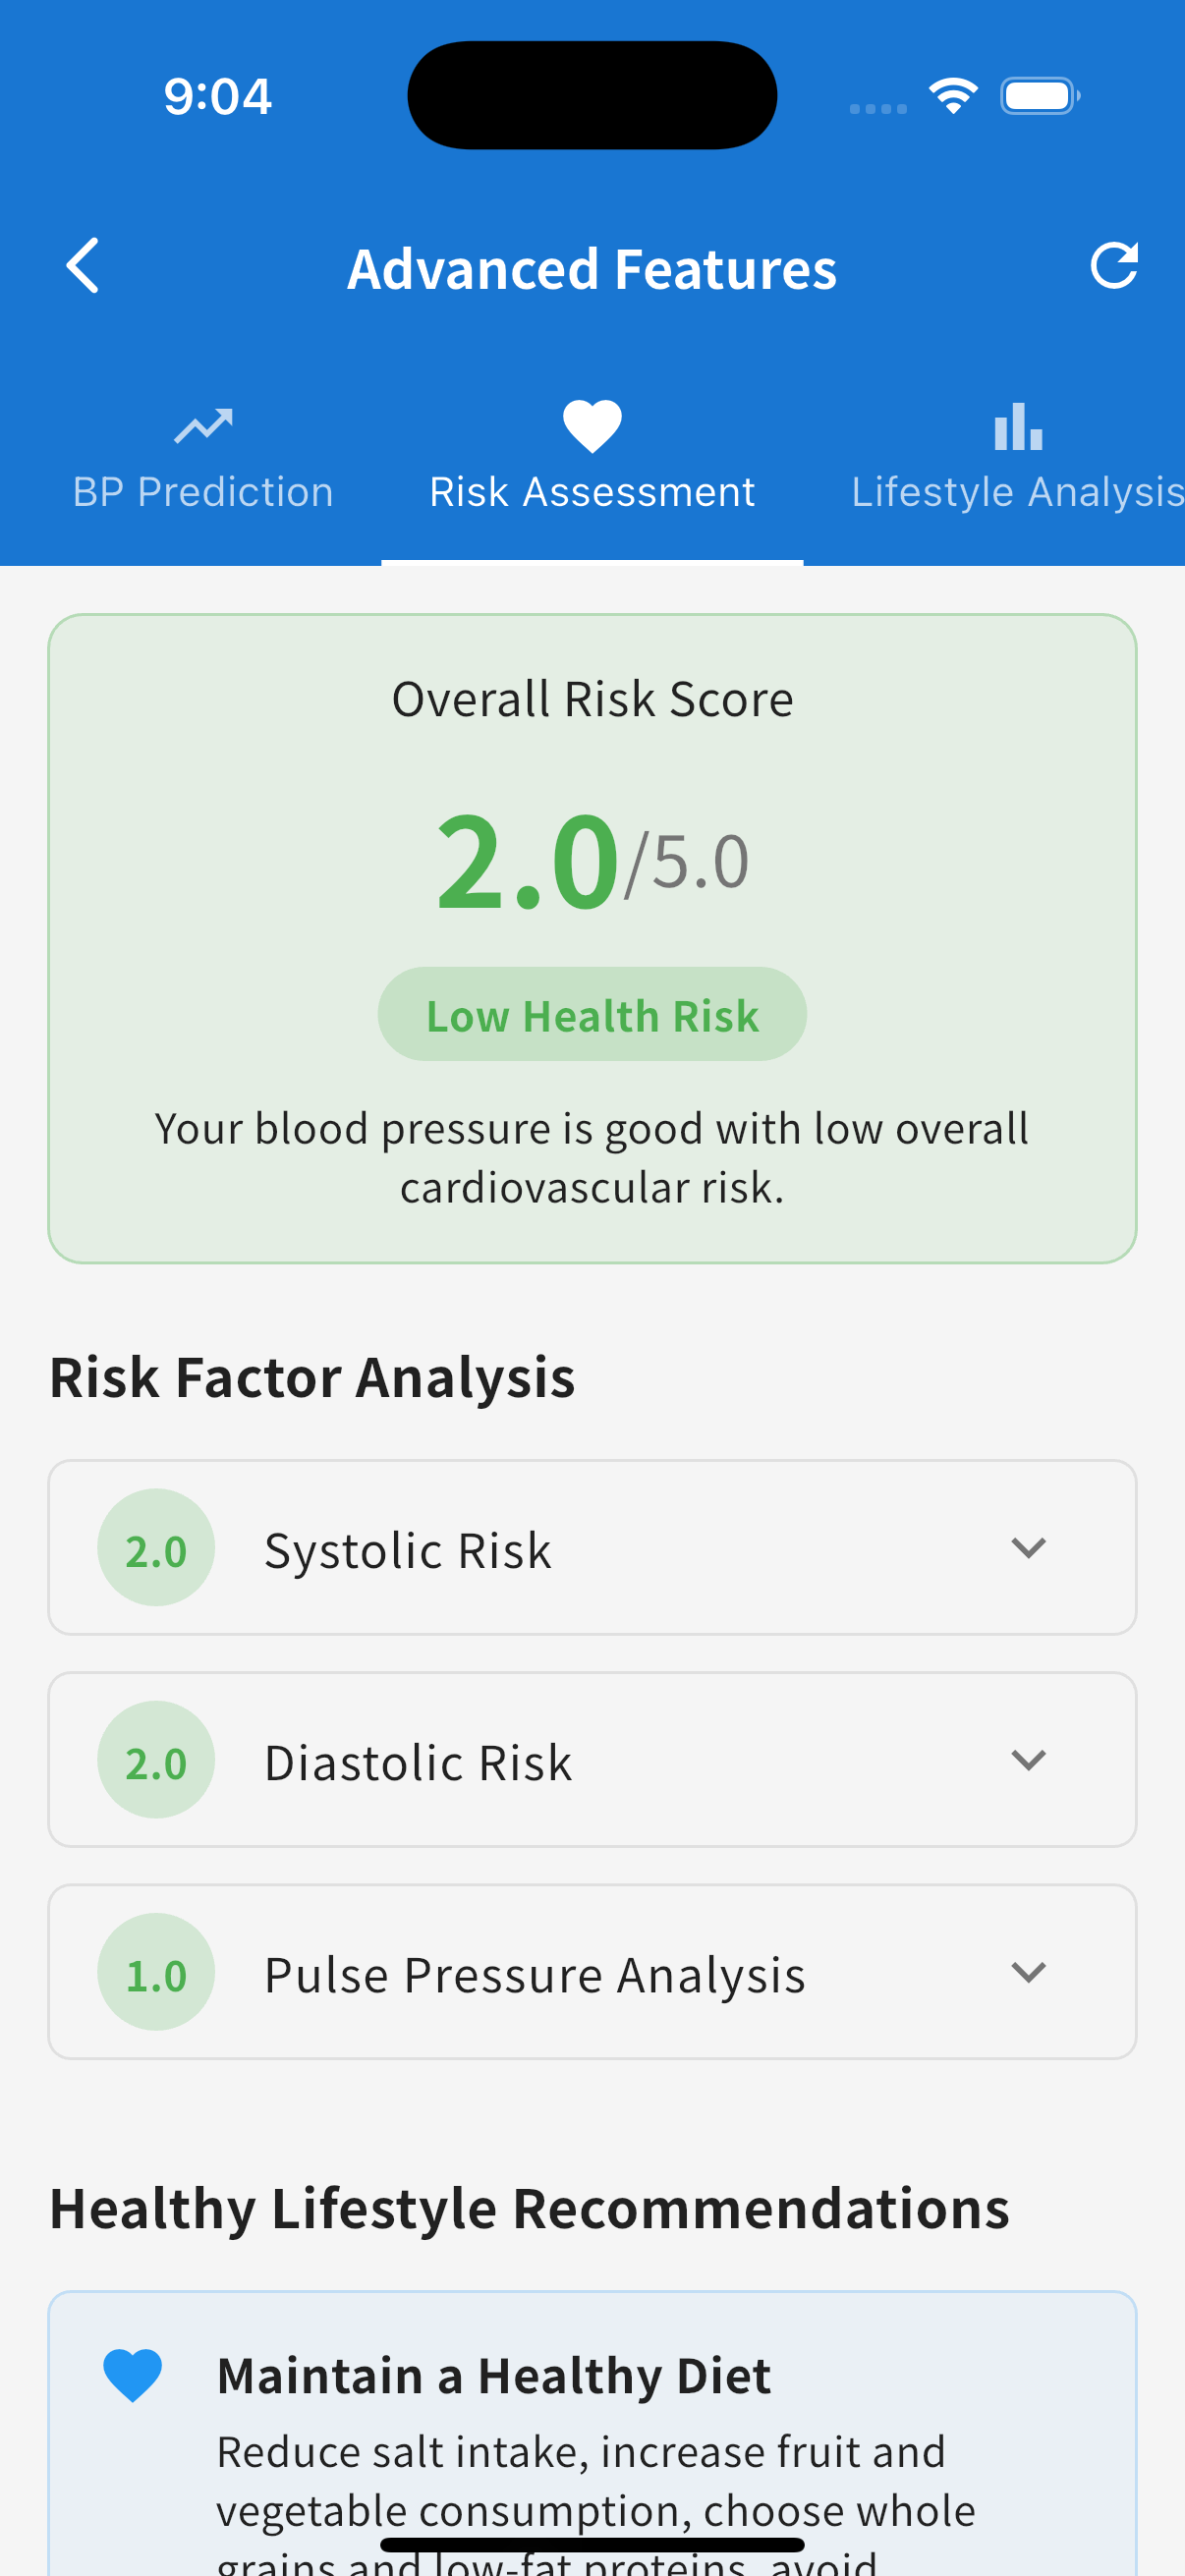 9:04
Advanced Features
BP Prediction
Risk Assessment
Lifestyle Analysis
Overall Risk Score
2.0/5.0
Low Health Risk
Your blood pressure is good with low overall
cardiovascular risk.
Risk Factor Analysis
2.0 Systolic Risk
2.0 Diastolic Risk
1.0 Pulse Pressure Analysis
Healthy Lifestyle Recommendations
Maintain a Healthy Diet
Reduce salt intake, increase fruit and
vegetable consumption, choose whole
grains and low-fat proteins, avoid